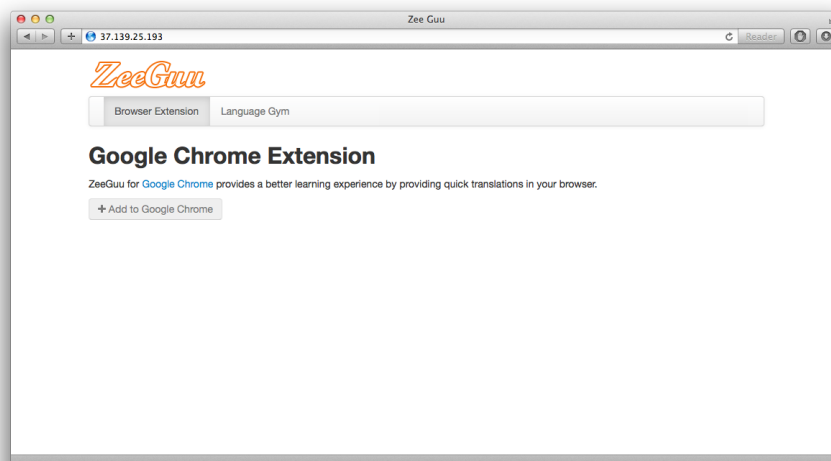 Zee Guu
37.139.25.193
Reader
ZeeGuu
Browser Extension
Language Gym
Google Chrome Extension
ZeeGuu for Google Chrome provides a better learning experience by providing quick translations in your browser.
Add to Google Chrome